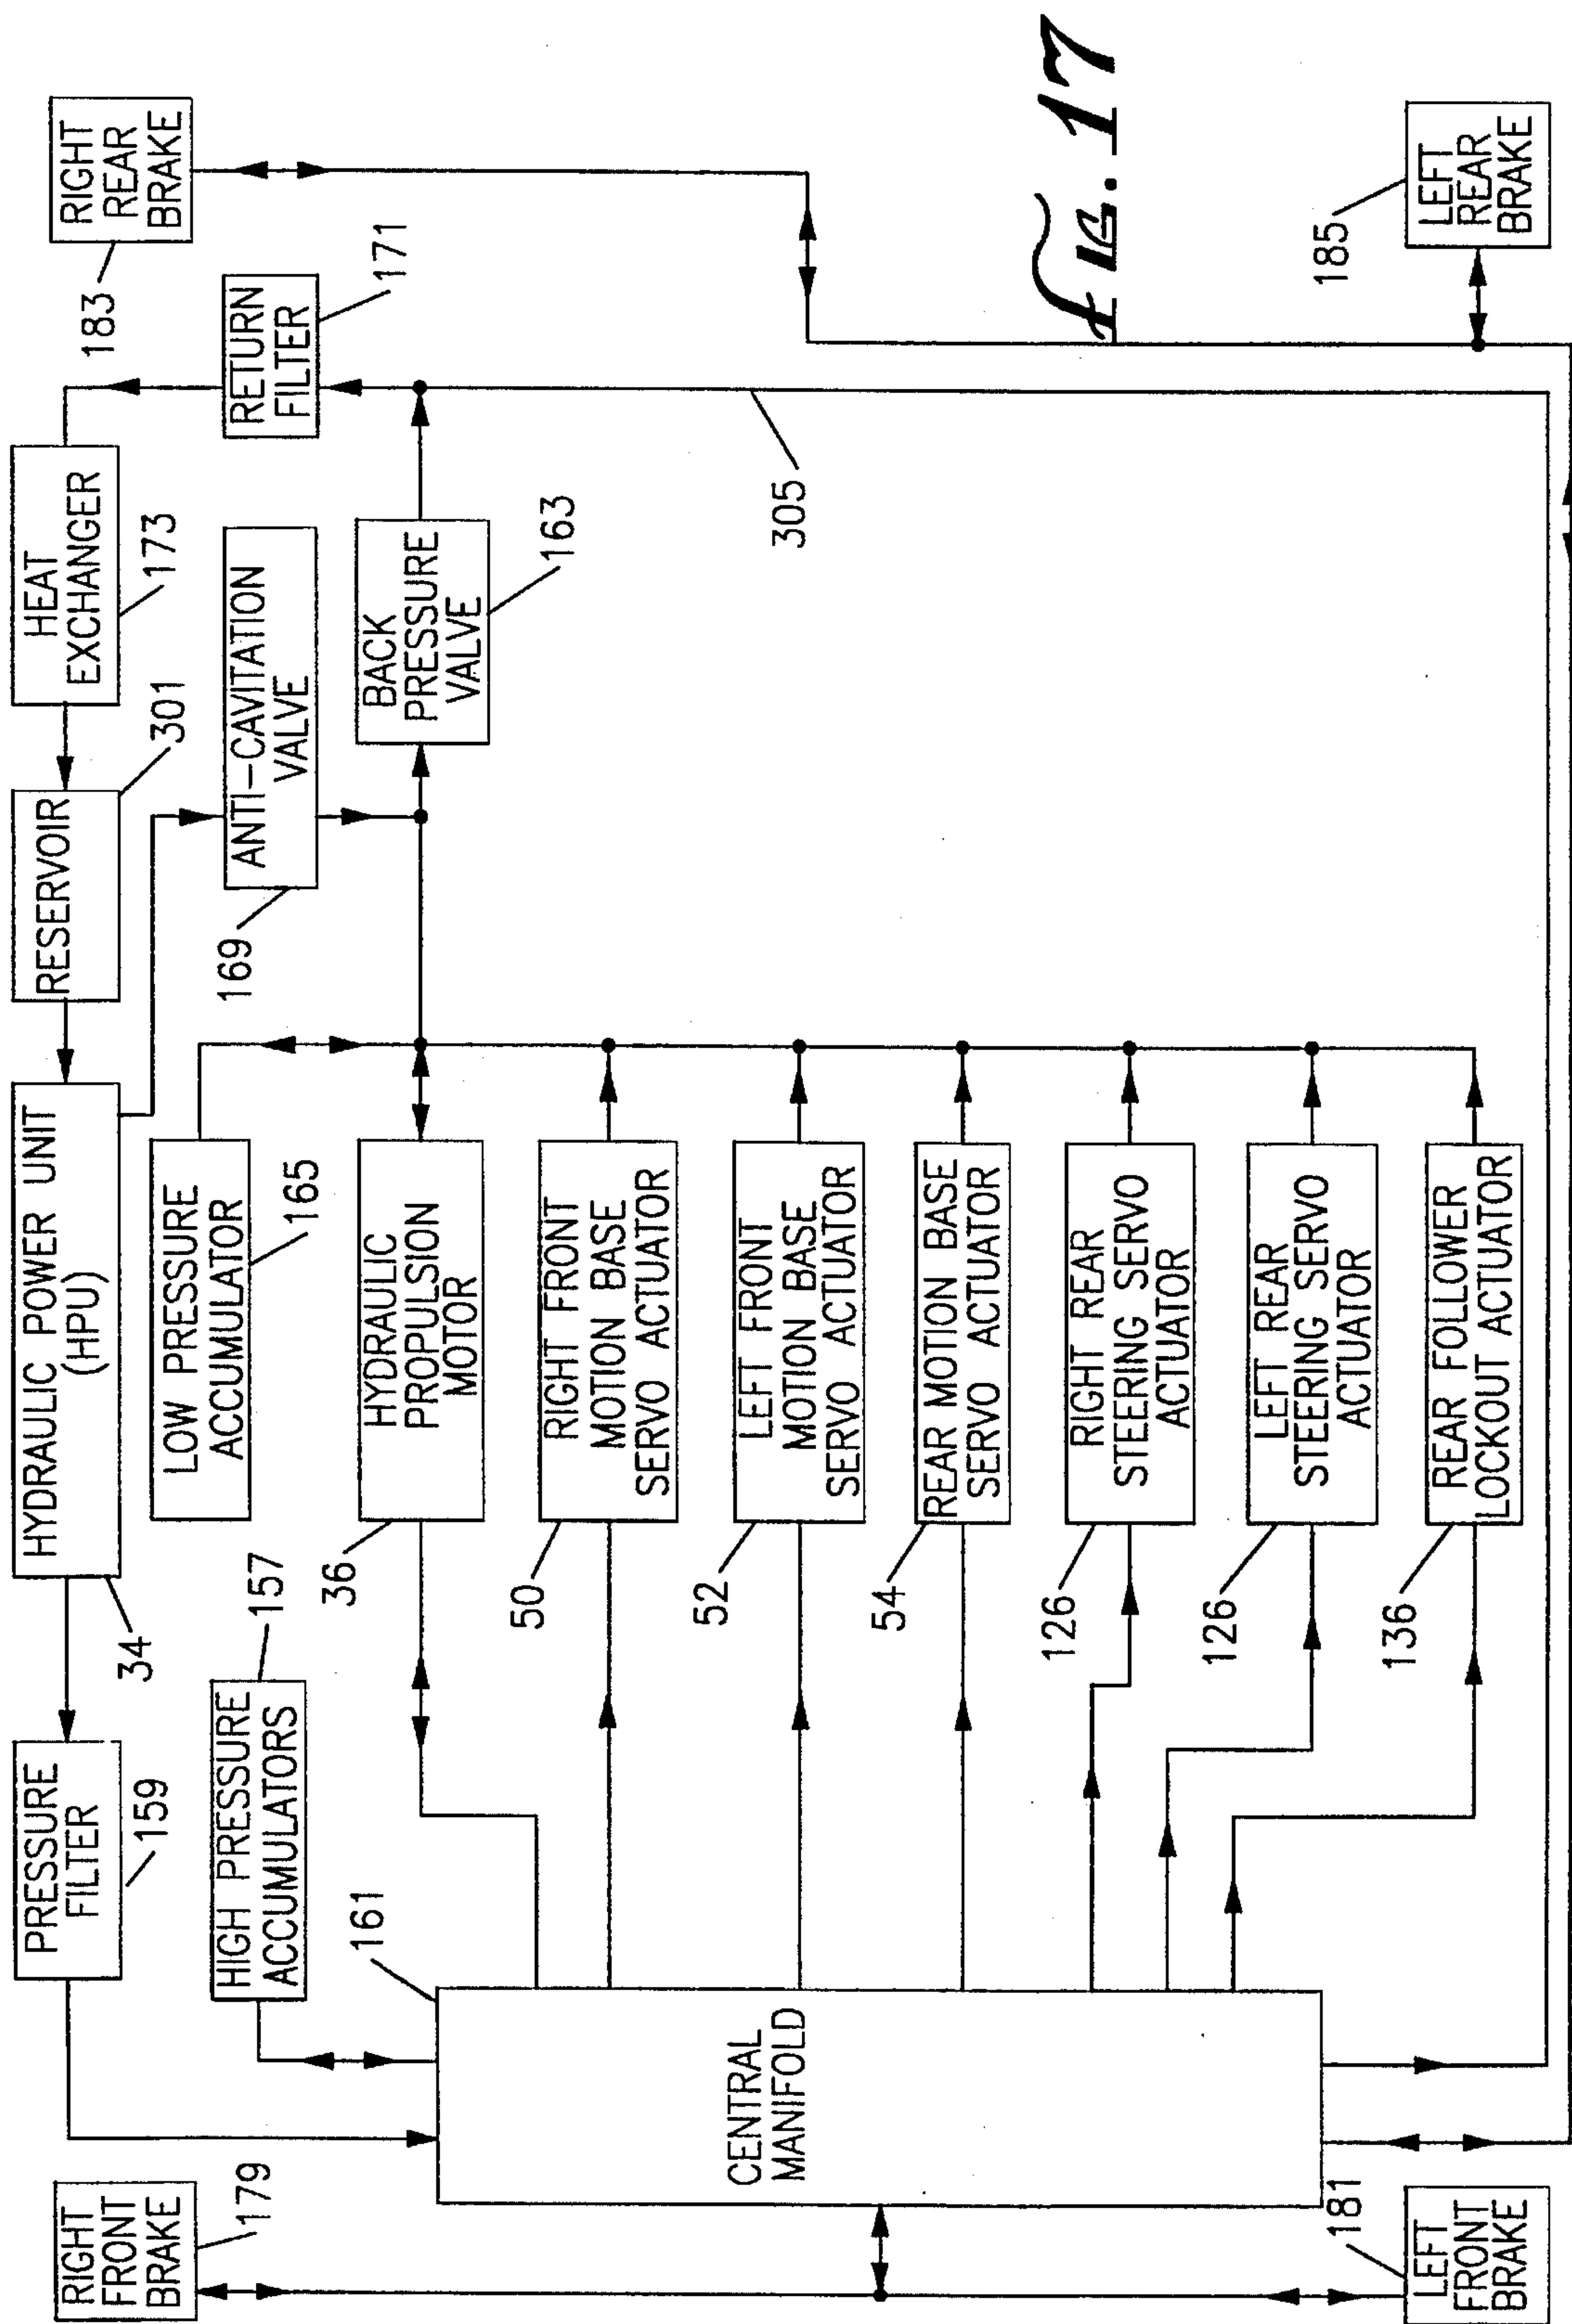 RIGHT
FRONT
BRAKE
179
PRESSURE
FILTER
159
HYDRAULIC POWER UNIT
(HPU)
34
RESERVOIR
301
HEAT
EXCHANGER
173
RIGHT
REAR
BRAKE
183
HIGH PRESSURE
ACCUMULATORS
157
LOW PRESSURE
ACCUMULATOR
165
ANTI-CAVITATION
VALVE
169
RETURN
FILTER
171
161
CENTRAL
MANIFOLD
HYDRAULIC
PROPULSION
MOTOR
36
BACK
PRESSURE
VALVE
163
RIGHT FRONT
MOTION BASE
SERVO ACTUATOR
50
LEFT FRONT
MOTION BASE
SERVO ACTUATOR
52
305
REAR MOTION BASE
SERVO ACTUATOR
54
RIGHT REAR
STEERING SERVO
ACTUATOR
126
LEFT REAR
STEERING SERVO
ACTUATOR
126
REAR FOLLOWER
LOCKOUT ACTUATOR
136
LEFT
FRONT
BRAKE
181
LEFT
REAR
BRAKE
185
FIG. 17